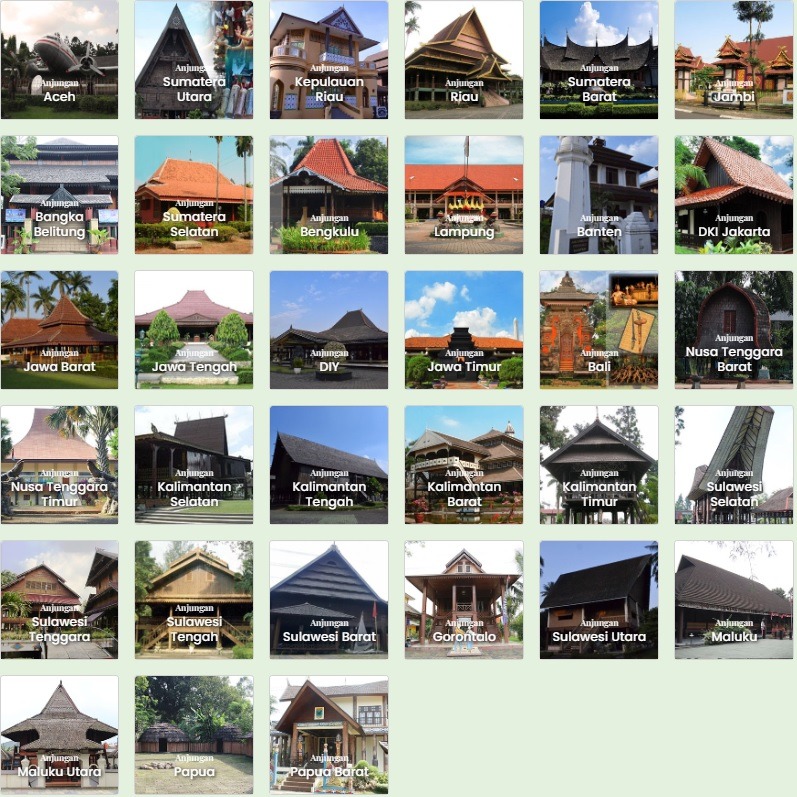 Anjungan
Aceh
Anjungan
Sumatera
Utara
Anjungan
Kepulauan
Riau
Anjungan
Riau
Anjungan
Sumatera
Barat
Anjungan
Jambi
Anjungan
Bangka
Belitung
Anjungan
Sumatera
Selatan
Anjungan
Bengkulu
Anjungan
Lampung
Anjungan
Banten
Anjungan
DKI Jakarta
Anjungan
Jawa Barat
Anjungan
Jawa Tengah
Anjungan
DIY
Anjungan
Jawa Timur
Anjungan
Bali
Anjungan
Nusa Tenggara
Barat
Anjungan
Nusa Tenggara
Timur
Anjungan
Kalimantan
Selatan
Anjungan
Kalimantan
Tengah
Anjungan
Kalimantan
Barat
Anjungan
Kalimantan
Timur
Anjungan
Sulawesi
Selatan
Anjungan
Sulawesi
Tenggara
Anjungan
Sulawesi
Tengah
Anjungan
Sulawesi Barat
Anjungan
Gorontalo
Anjungan
Sulawesi Utara
Anjungan
Maluku
Anjungan
Maluku Utara
Anjungan
Papua
Anjungan
Papua Barat